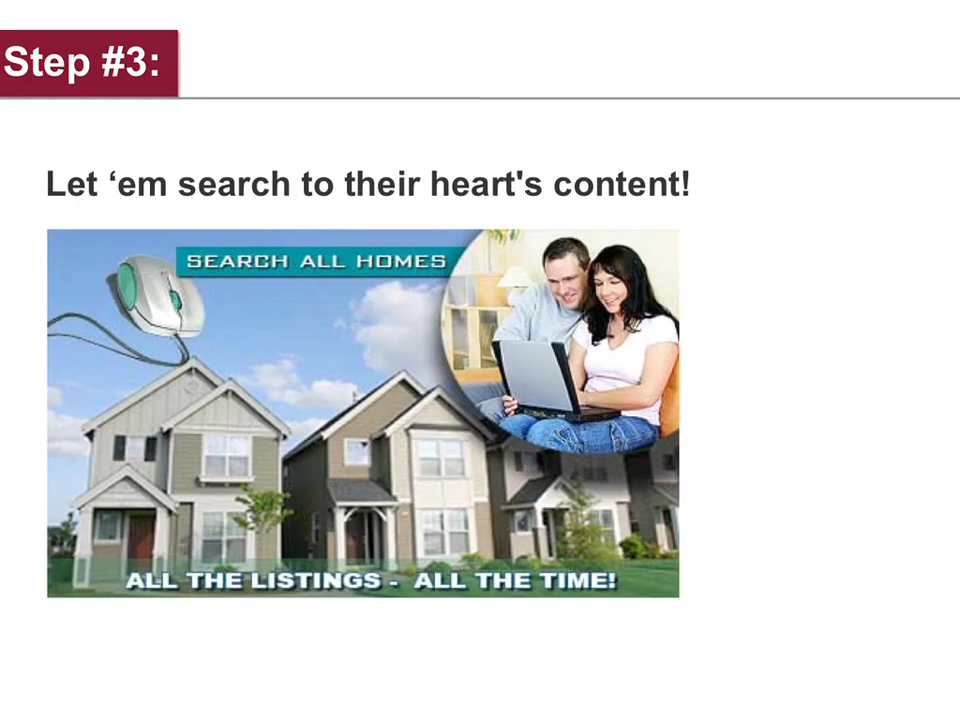 Step #3:
Let ‘em search to their heart's content!
SEARCH ALL HOMES
ALL THE LISTINGS - ALL THE TIME!